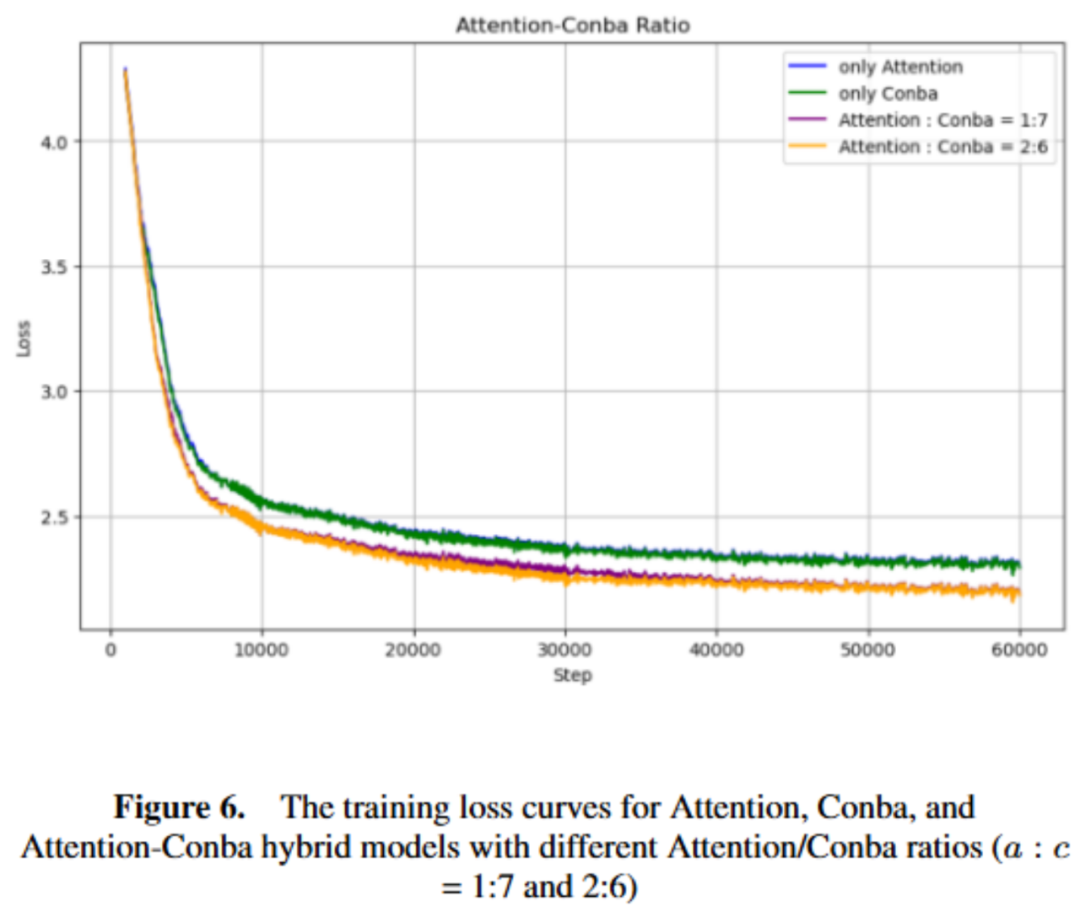 Attention-Conba Ratio
only Attention
only Conba
Attention : Conba = 1:7
Attention : Conba = 2:6
4.0
3.5
3.0
2.5
Loss
0 10000 20000 30000 40000 50000 60000
Step
Figure 6. The training loss curves for Attention, Conba, and
Attention-Conba hybrid models with different Attention/Conba ratios (a : c
= 1:7 and 2:6)